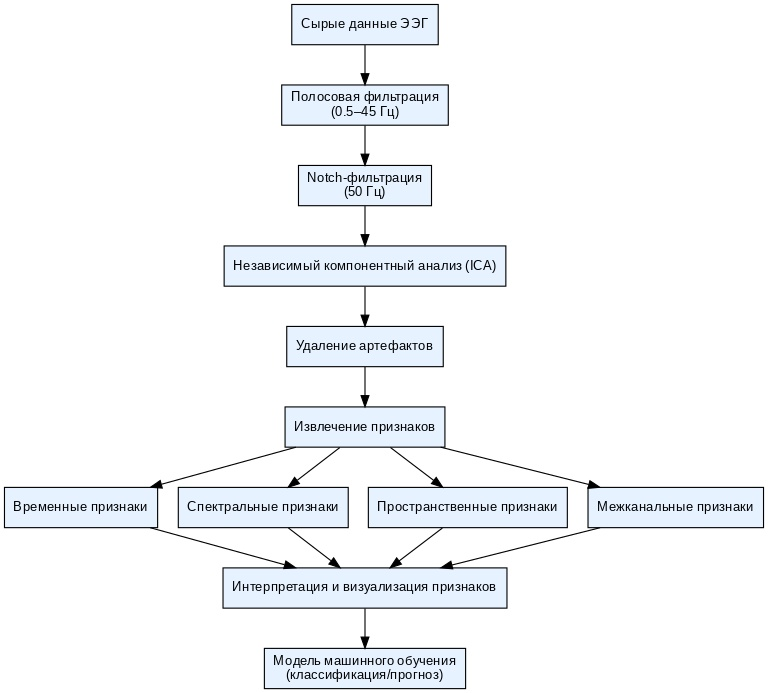 Сырые данные ЭЭГ
Полосовая фильтрация
(0.5–45 Гц)
Notch-фильтрация
(50 Гц)
Независимый компонентный анализ (ICA)
Удаление артефактов
Извлечение признаков
Временные признаки
Спектральные признаки
Пространственные признаки
Межканальные признаки
Интерпретация и визуализация признаков
Модель машинного обучения
(классификация/прогноз)